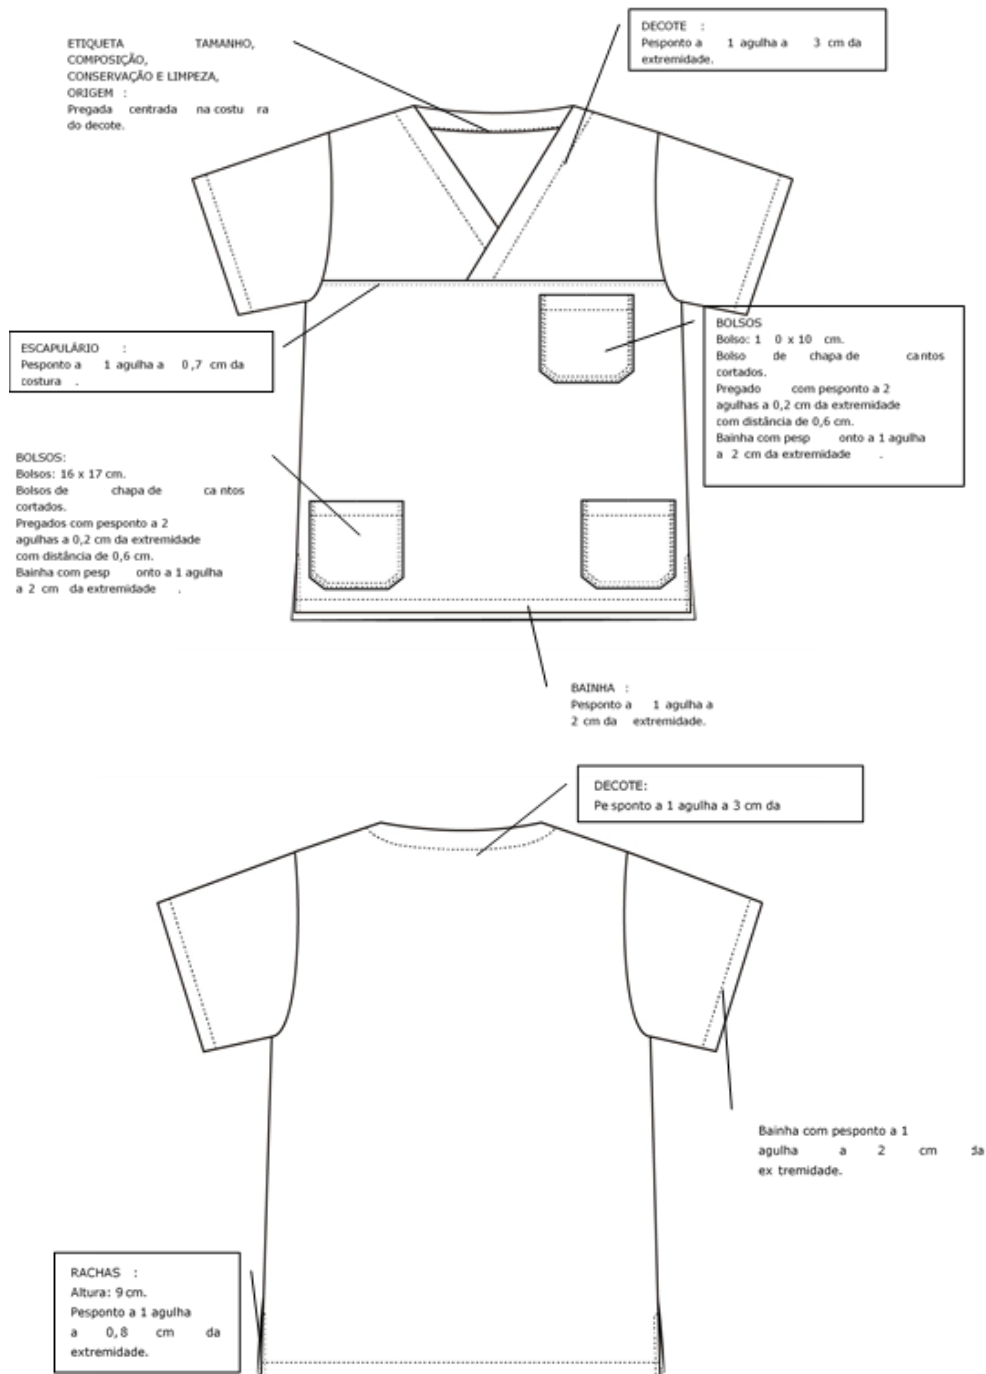 ETIQUETA TAMANHO,
COMPOSIÇÃO,
CONSERVAÇÃO E LIMPEZA,
ORIGEM :
Pregada centrada na costu ra
do decote.
DECOTE :
Pesponto a 1 agulha a 3 cm da
extremidade.
ESCAPULÁRIO :
Pesponto a 1 agulha a 0,7 cm da
costura .
BOLSOS
Bolso: 1 0 x 10 cm.
Bolso de chapa de cantos
cortados.
Pregado com pesponto a 2
agulhas a 0,2 cm da extremidade
com distância de 0,6 cm.
Bainha com pesp onto a 1 agulha
a 2 cm da extremidade .
BOLSOS:
Bolsos: 16 x 17 cm.
Bolsos de chapa de ca ntos
cortados.
Pregados com pesponto a 2
agulhas a 0,2 cm da extremidade
com distância de 0,6 cm.
Bainha com pesp onto a 1 agulha
a 2 cm da extremidade .
BAINHA :
Pesponto a 1 agulha a
2 cm da extremidade.
DECOTE:
Pe sponto a 1 agulha a 3 cm da
Bainha com pesponto a 1
agulha a 2 cm da
ex tremidade.
RACHAS :
Altura: 9 cm.
Pesponto a 1 agulha
a 0,8 cm da
extremidade.